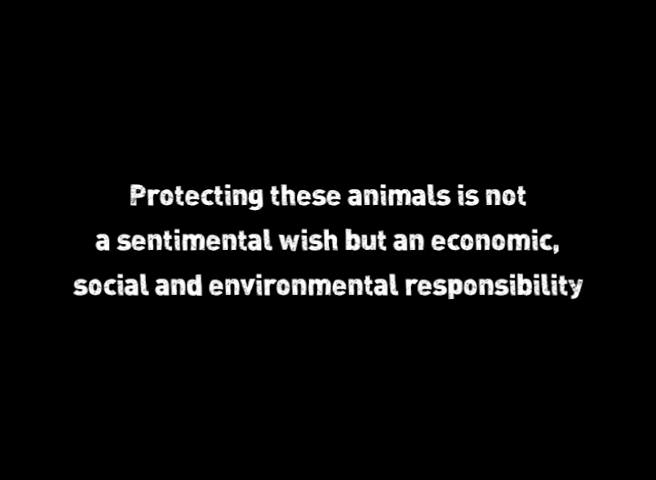 Protecting these animals is not
a sentimental wish but an economic,
social and environmental responsibility